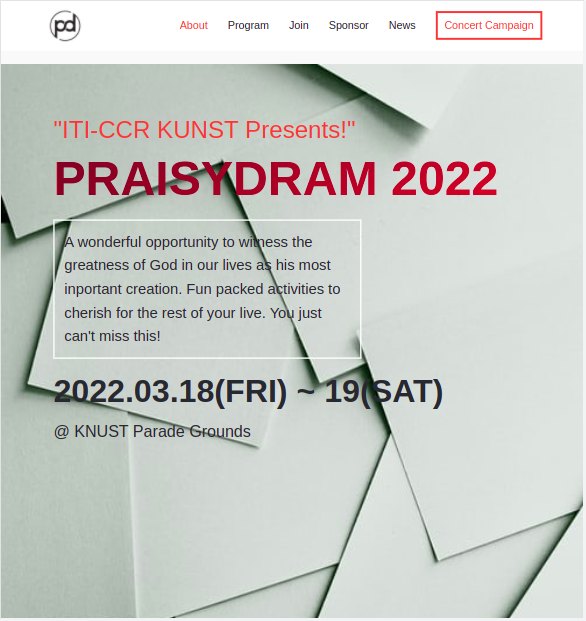 pd
About Program Join Sponsor News Concert Campaign
"ITI-CCR KUNST Presents!"
PRAISYDRAM 2022
A wonderful opportunity to witness the
greatness of God in our lives as his most
inportant creation. Fun packed activities to
cherish for the rest of your live. You just
can't miss this!
2022.03.18(FRI) ~ 19(SAT)
@ KNUST Parade Grounds